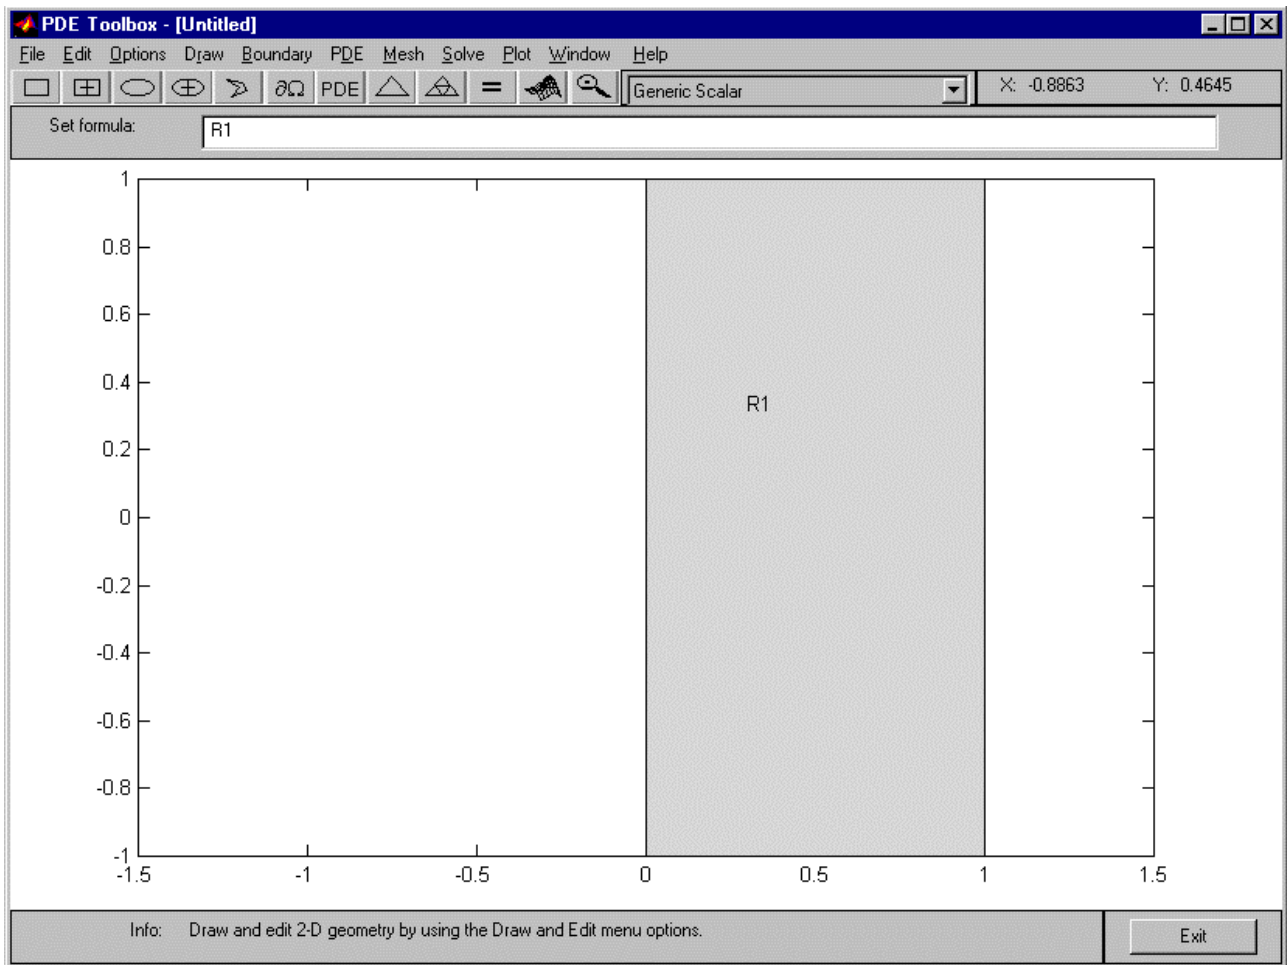 PDE Toolbox - [Untitled]
File Edit Options Draw Boundary PDE Mesh Solve Plot Window Help
∂Ω PDE = Generic Scalar X: -0.8863 Y: 0.4645
Set formula: R1
1
0.8
0.6
0.4
R1
0.2
0
-0.2
-0.4
-0.6
-0.8
-1
-1.5 -1 -0.5 0 0.5 1 1.5
Info: Draw and edit 2-D geometry by using the Draw and Edit menu options. Exit